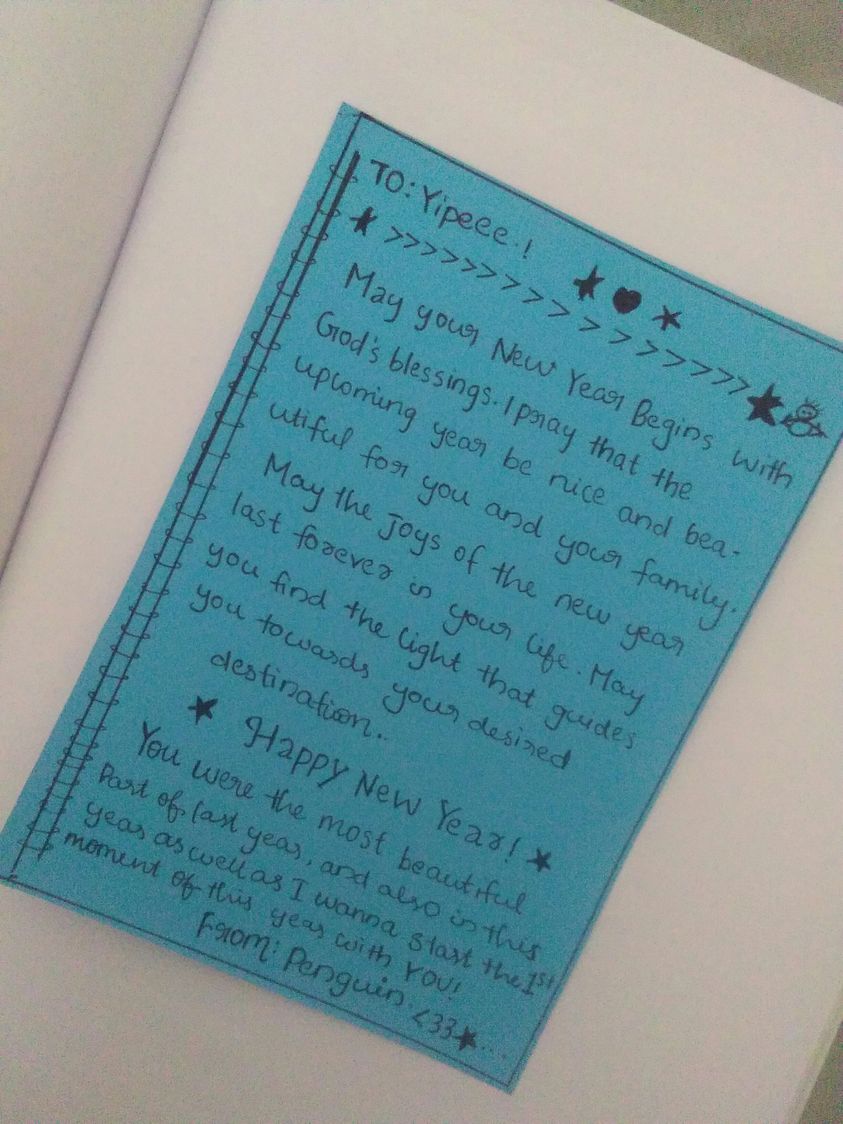 TO: Yipeee.!
★ ♥ ★
★ >>>>>>>>>>>>>>>>>>>> ★
May your New Year Begins with
God's blessings. I pray that the
upcoming year be nice and bea-
utiful for you and your family.
May the joys of the new year
last forever in your life. May
you find the light that guides
you towards your desired
destination..
★ Happy New Year! ★
You were the most beautiful
Part of last year, and also in this
year as well as I wanna start the 1st
moment of this year with YOU!
From: Penguin. <33★...